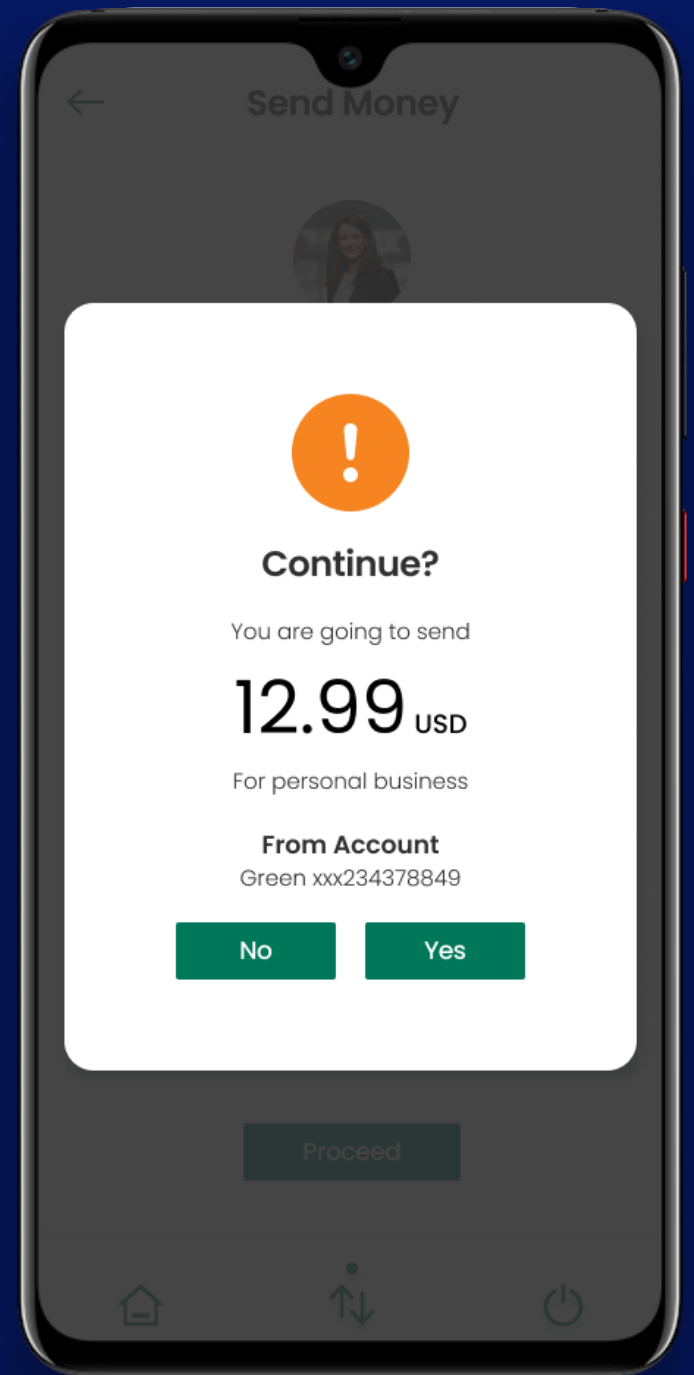 Send Money
Continue?
You are going to send
12.99 USD
For personal business
From Account
Green xxx234378849
No Yes
Proceed